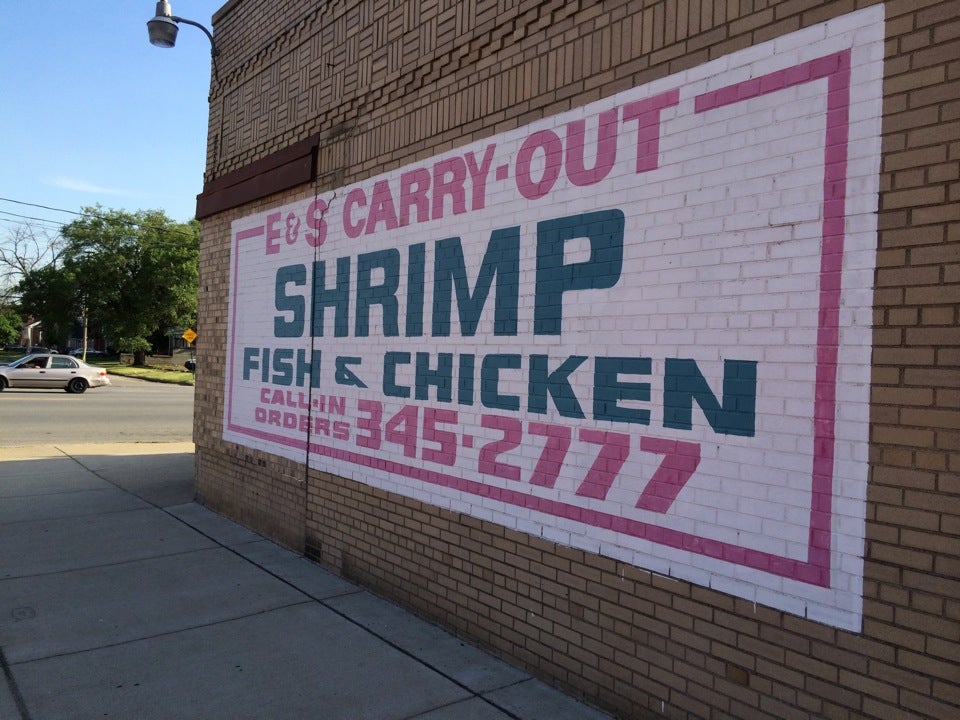 E&S CARRY-OUT
SHRIMP
FISH & CHICKEN
CALL-IN
ORDERS 345-2777